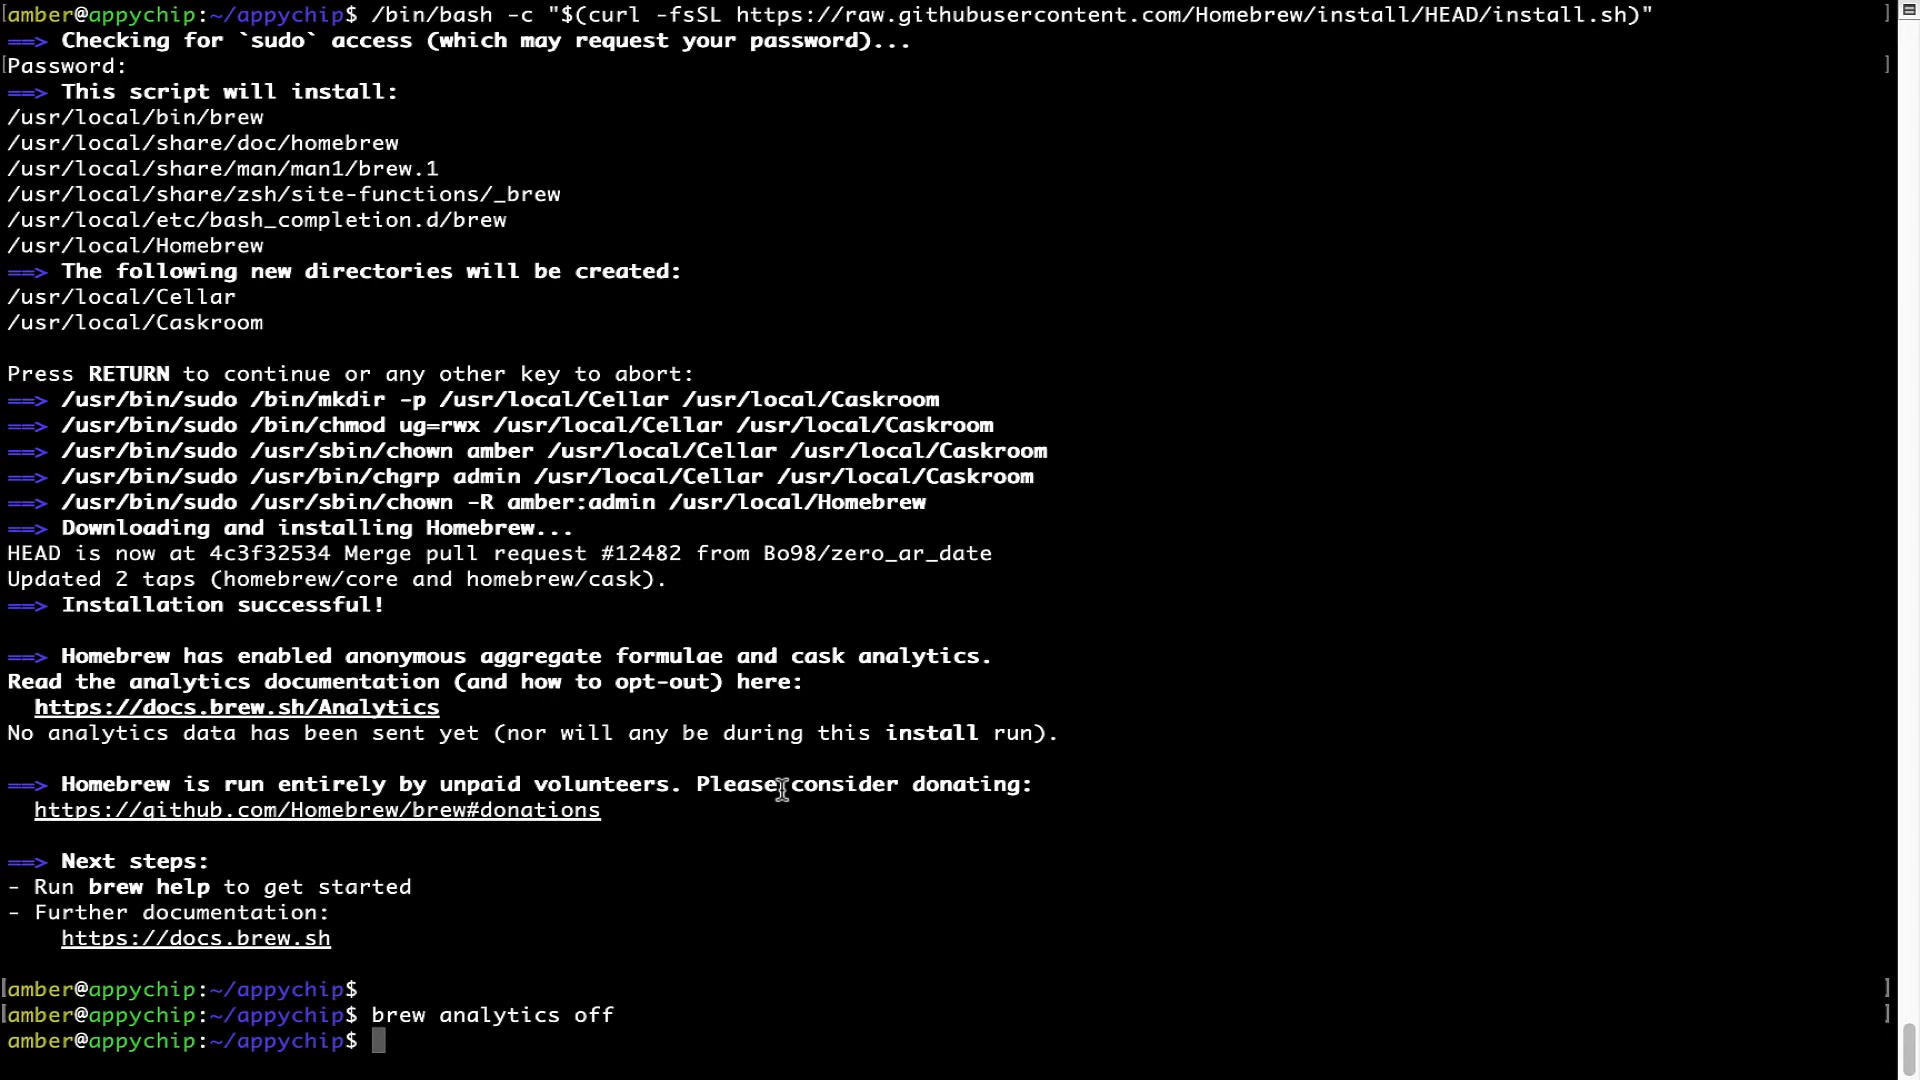 [amber@appychip:~/appychip$ /bin/bash -c "$(curl -fsSL https://raw.githubusercontent.com/Homebrew/install/HEAD/install.sh)" ]
==> Checking for `sudo` access (which may request your password)...
[Password: ]
==> This script will install:
/usr/local/bin/brew
/usr/local/share/doc/homebrew
/usr/local/share/man/man1/brew.1
/usr/local/share/zsh/site-functions/_brew
/usr/local/etc/bash_completion.d/brew
/usr/local/Homebrew
==> The following new directories will be created:
/usr/local/Cellar
/usr/local/Caskroom
Press RETURN to continue or any other key to abort:
==> /usr/bin/sudo /bin/mkdir -p /usr/local/Cellar /usr/local/Caskroom
==> /usr/bin/sudo /bin/chmod ug=rwx /usr/local/Cellar /usr/local/Caskroom
==> /usr/bin/sudo /usr/sbin/chown amber /usr/local/Cellar /usr/local/Caskroom
==> /usr/bin/sudo /usr/bin/chgrp admin /usr/local/Cellar /usr/local/Caskroom
==> /usr/bin/sudo /usr/sbin/chown -R amber:admin /usr/local/Homebrew
==> Downloading and installing Homebrew...
HEAD is now at 4c3f32534 Merge pull request #12482 from Bo98/zero_ar_date
Updated 2 taps (homebrew/core and homebrew/cask).
==> Installation successful!
==> Homebrew has enabled anonymous aggregate formulae and cask analytics.
Read the analytics documentation (and how to opt-out) here:
https://docs.brew.sh/Analytics
No analytics data has been sent yet (nor will any be during this install run).
==> Homebrew is run entirely by unpaid volunteers. Please consider donating:
https://github.com/Homebrew/brew#donations
==> Next steps:
- Run brew help to get started
- Further documentation:
https://docs.brew.sh
[amber@appychip:~/appychip$ ]
[amber@appychip:~/appychip$ brew analytics off ]
amber@appychip:~/appychip$